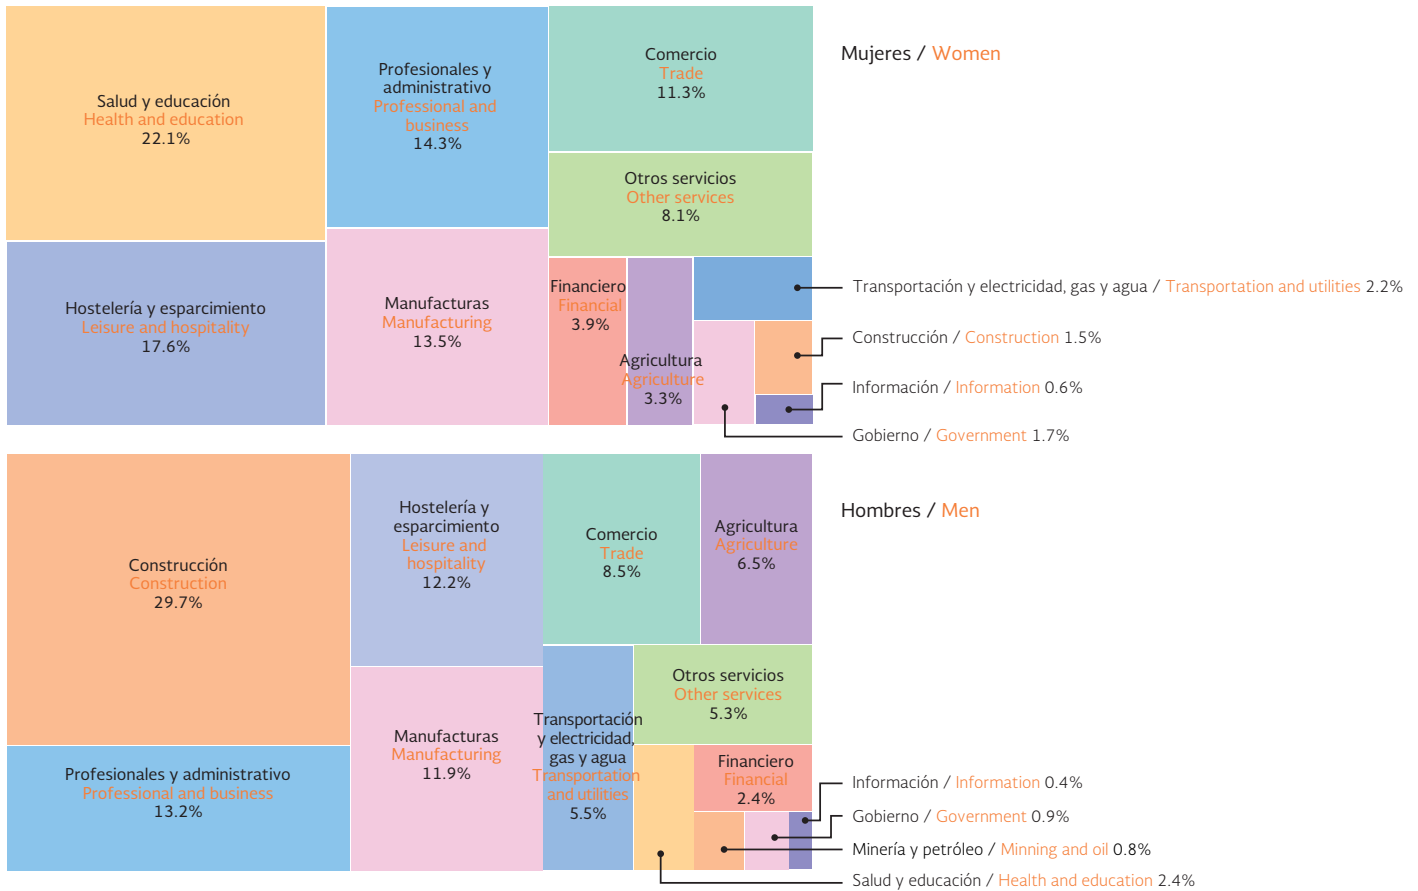 Mujeres / Women
Salud y educación
Health and education
22.1%
Profesionales y
administrativo
Professional and
business
14.3%
Comercio
Trade
11.3%
Otros servicios
Other services
8.1%
Hostelería y esparcimiento
Leisure and hospitality
17.6%
Manufacturas
Manufacturing
13.5%
Financiero
Financial
3.9%
Agricultura
Agriculture
3.3%
Transportación y electricidad, gas y agua / Transportation and utilities 2.2%
Construcción / Construction 1.5%
Información / Information 0.6%
Gobierno / Government 1.7%
Hombres / Men
Construcción
Construction
29.7%
Hostelería y
esparcimiento
Leisure and
hospitality
12.2%
Comercio
Trade
8.5%
Agricultura
Agriculture
6.5%
Profesionales y administrativo
Professional and business
13.2%
Manufacturas
Manufacturing
11.9%
Transportación
y electricidad,
gas y agua
Transportation
and utilities
5.5%
Otros servicios
Other services
5.3%
Financiero
Financial
2.4%
Información / Information 0.4%
Gobierno / Government 0.9%
Minería y petróleo / Minning and oil 0.8%
Salud y educación / Health and education 2.4%